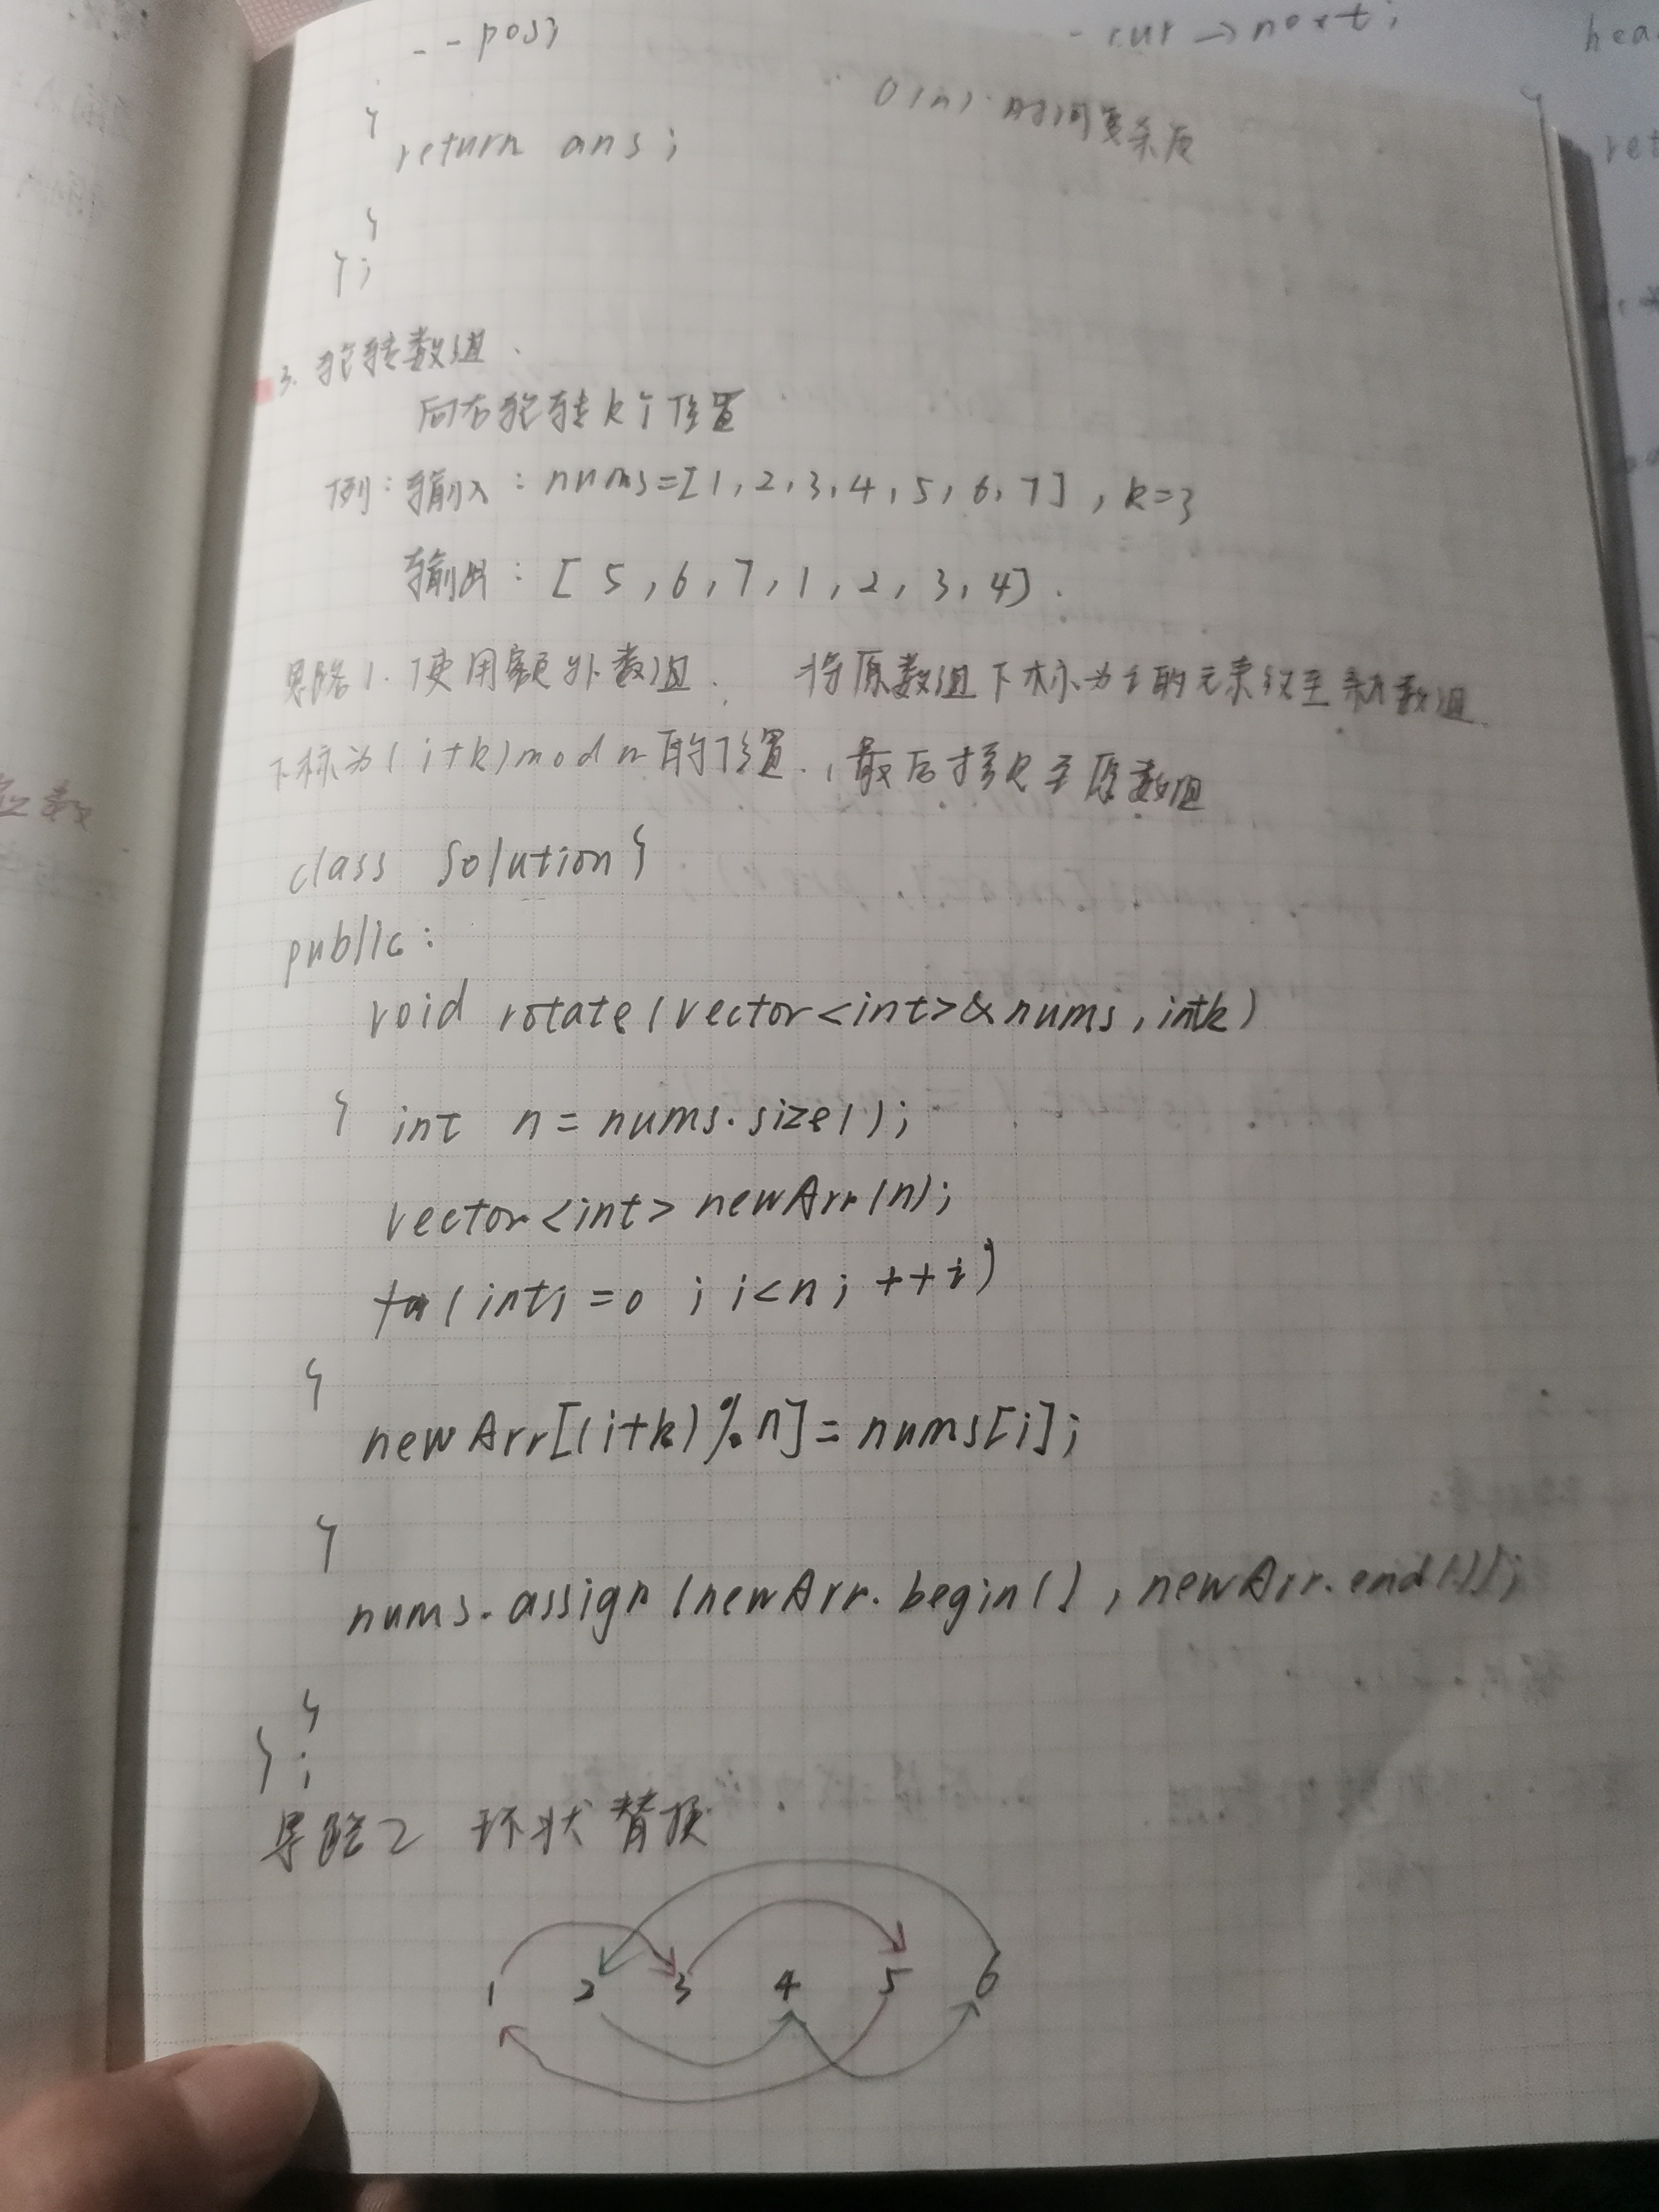 --pos;
-cur→next;
hea
}
O(n) 时间复杂度
return ans;
ret
}
};
3. 轮转数组.
向右轮转k个位置
例: 输入: nums=[1,2,3,4,5,6,7], k=3
输出: [5,6,7,1,2,3,4].
思路1. 使用额外数组. 将原数组下标为i的元素放至新数组
下标为(i+k)mod n的位置., 最后拷贝至原数组
class Solution{
public:
void rotate(vector<int>&nums, int k)
{ int n = nums.size();
vector<int> newArr(n);
for(int i=0; i<n; ++i)
{
newArr[(i+k)%n]=nums[i];
}
nums.assign(newArr.begin(), newArr.end());
}
};
思路2 环状替换
1 2 3 4 5 6